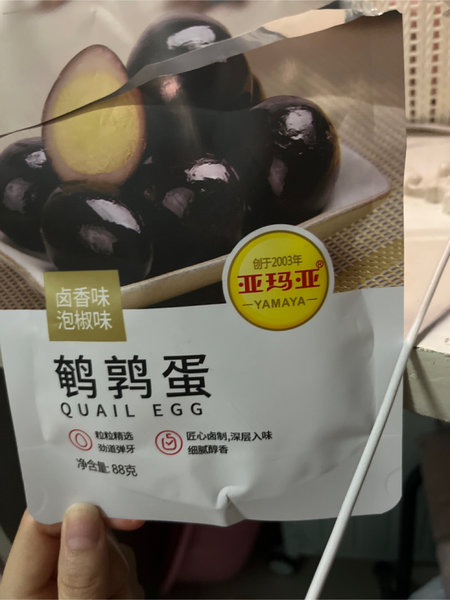 创于2003年
亚玛亚®
YAMAYA
卤香味
泡椒味
鹌鹑蛋
QUAIL EGG
粒粒精选
劲道弹牙
匠心卤制,深层入味
细腻醇香
净含量:88克